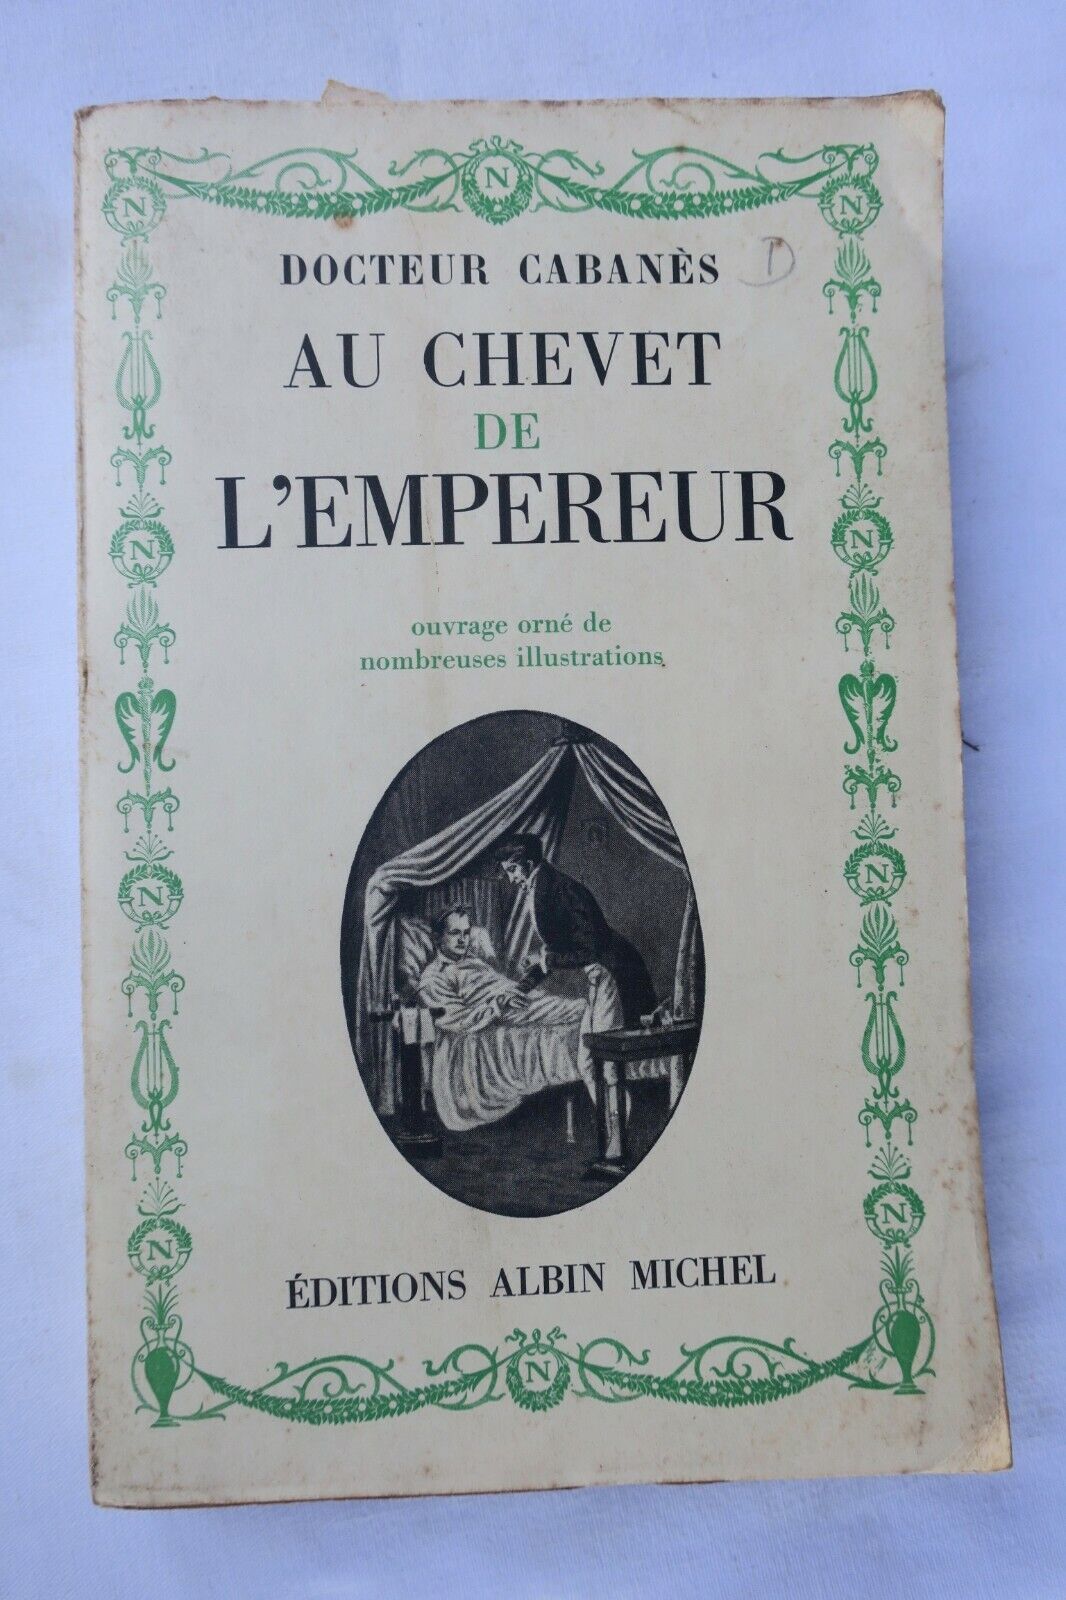 N
N
N
DOCTEUR CABANÈS
D
AU CHEVET
DE
L'EMPEREUR
N
N
ouvrage orné de
nombreuses illustrations
N
N
N
N
N
ÉDITIONS ALBIN MICHEL
N